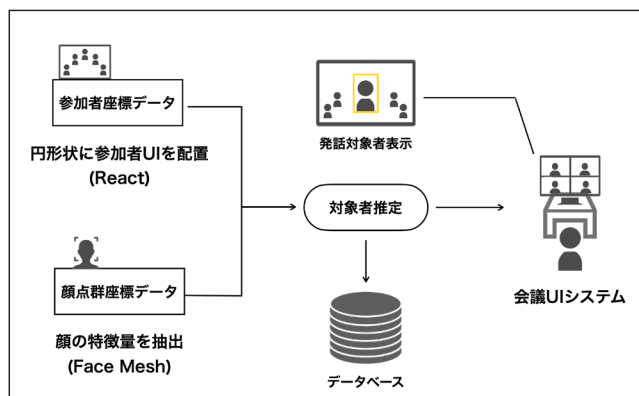 参加者座標データ
円形状に参加者UIを配置
(React)
顔点群座標データ
顔の特徴量を抽出
(Face Mesh)
発話対象者表示
対象者推定
データベース
会議UIシステム